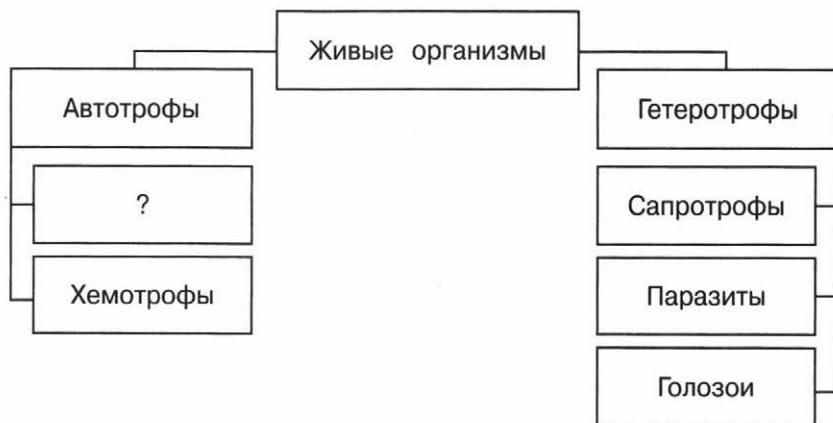 Живые организмы
Автотрофы
?
Хемотрофы
Гетеротрофы
Сапротрофы
Паразиты
Голозои